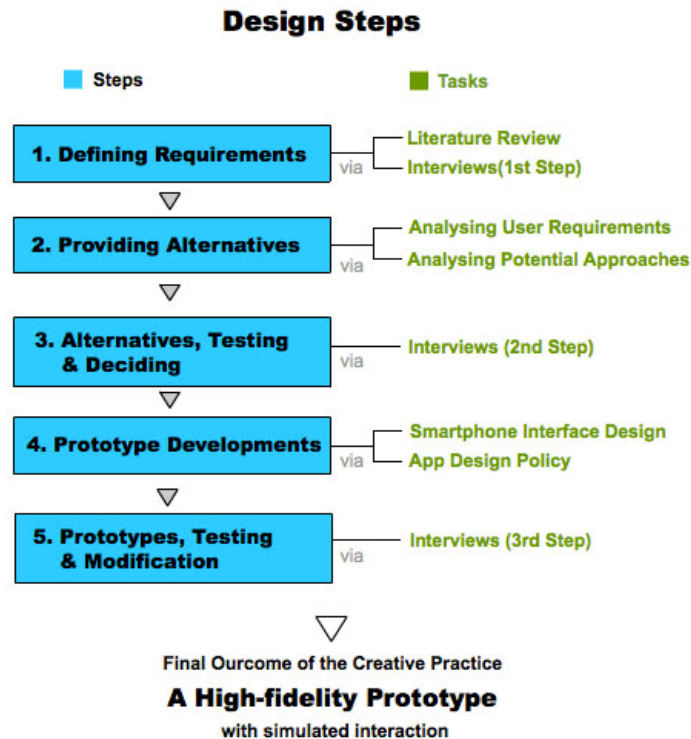 Design Steps
Steps
Tasks
1. Defining Requirements
via
Literature Review
Interviews(1st Step)
2. Providing Alternatives
via
Analysing User Requirements
Analysing Potential Approaches
3. Alternatives, Testing
& Deciding
via
Interviews (2nd Step)
4. Prototype Developments
via
Smartphone Interface Design
App Design Policy
5. Prototypes, Testing
& Modification
via
Interviews (3rd Step)
Final Ourcome of the Creative Practice
A High-fidelity Prototype
with simulated interaction